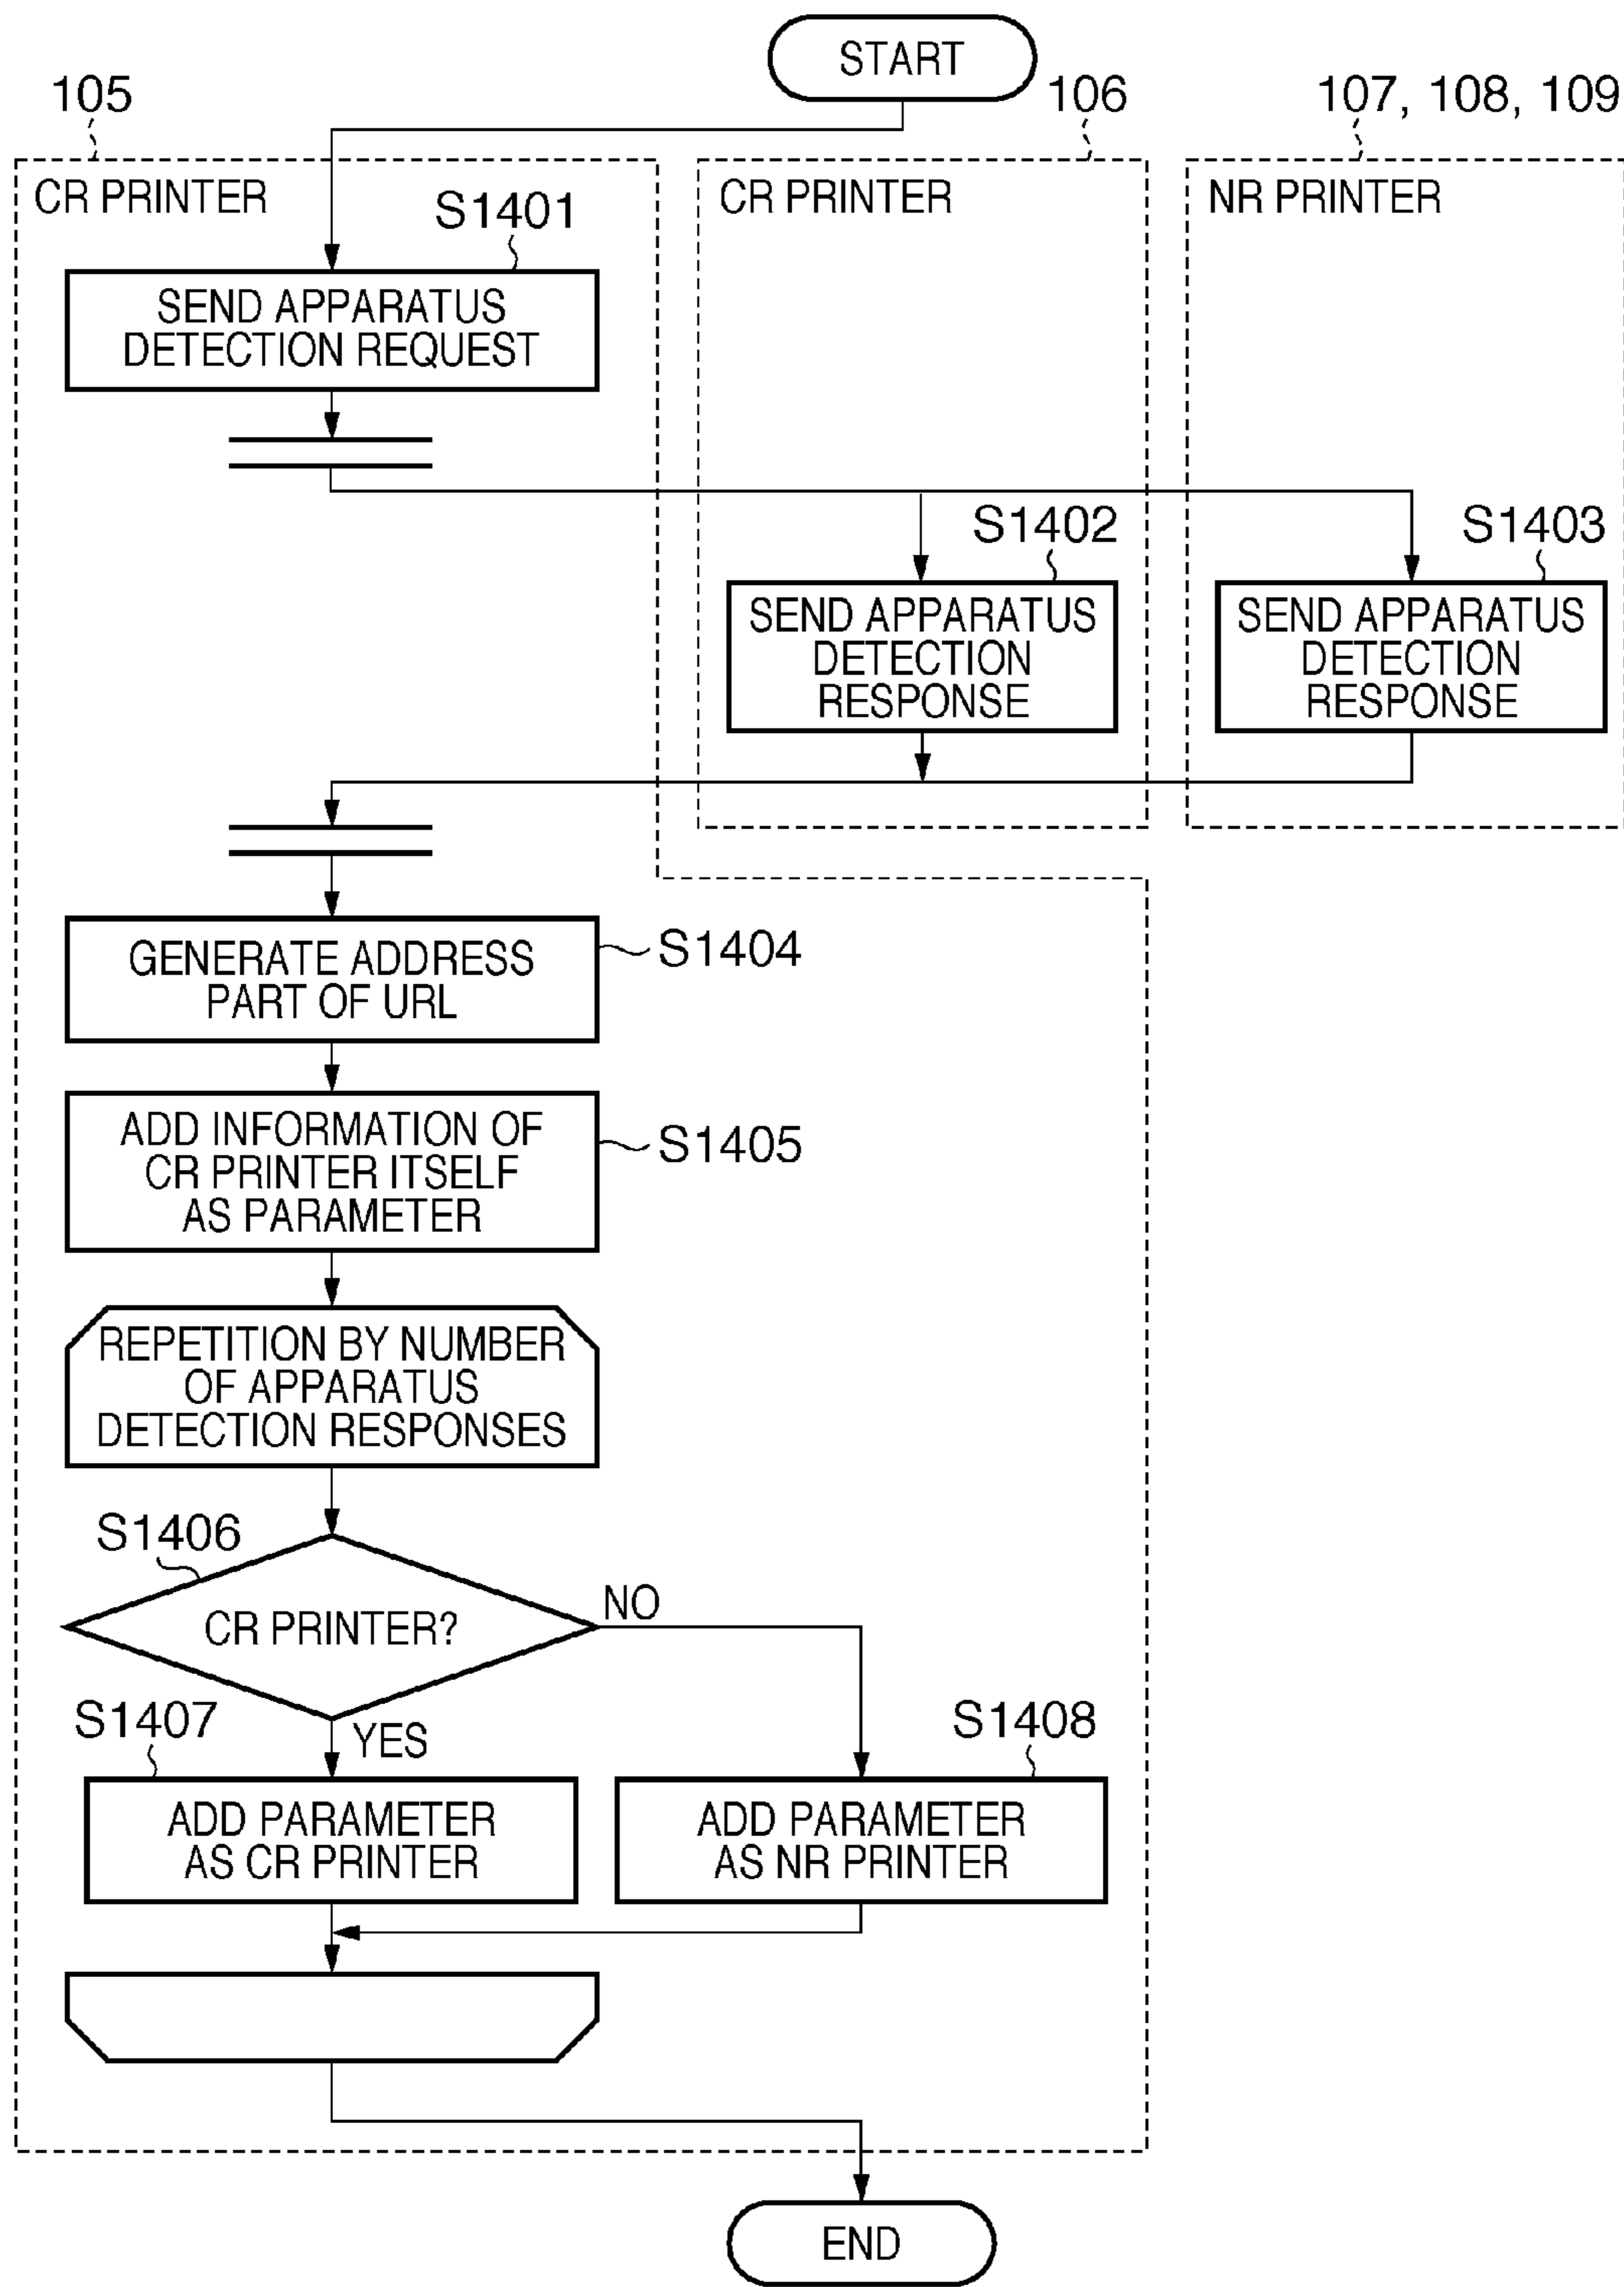 START
105
106
107, 108, 109
CR PRINTER
CR PRINTER
NR PRINTER
S1401
SEND APPARATUS
DETECTION REQUEST
S1402
S1403
SEND APPARATUS
DETECTION
RESPONSE
SEND APPARATUS
DETECTION
RESPONSE
GENERATE ADDRESS
PART OF URL
S1404
ADD INFORMATION OF
CR PRINTER ITSELF
AS PARAMETER
S1405
REPETITION BY NUMBER
OF APPARATUS
DETECTION RESPONSES
S1406
CR PRINTER?
NO
YES
S1407
S1408
ADD PARAMETER
AS CR PRINTER
ADD PARAMETER
AS NR PRINTER
END